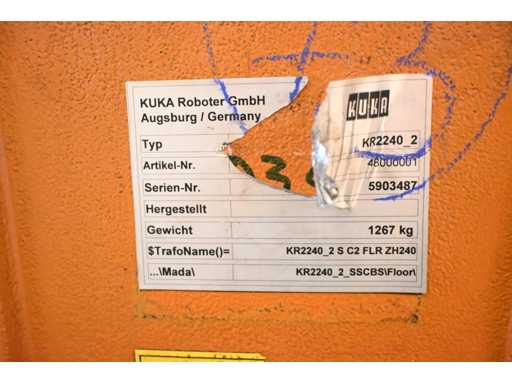 KUKA Roboter GmbH
Augsburg / Germany
KUKA
Typ KR2240_2
Artikel-Nr. 46000001
Serien-Nr. 5903487
Hergestellt
Gewicht 1267 kg
$TrafoName()= KR2240_2 S C2 FLR ZH240
...\Mada\ KR2240_2_SSCBS\Floor\